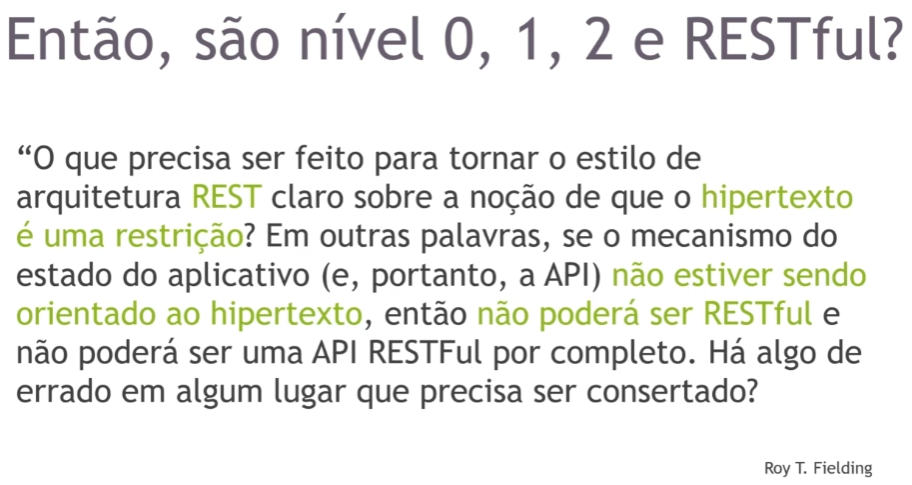 Então, são nível 0, 1, 2 e RESTful?
“O que precisa ser feito para tornar o estilo de
arquitetura REST claro sobre a noção de que o hipertexto
é uma restrição? Em outras palavras, se o mecanismo do
estado do aplicativo (e, portanto, a API) não estiver sendo
orientado ao hipertexto, então não poderá ser RESTful e
não poderá ser uma API RESTFul por completo. Há algo de
errado em algum lugar que precisa ser consertado?
Roy T. Fielding